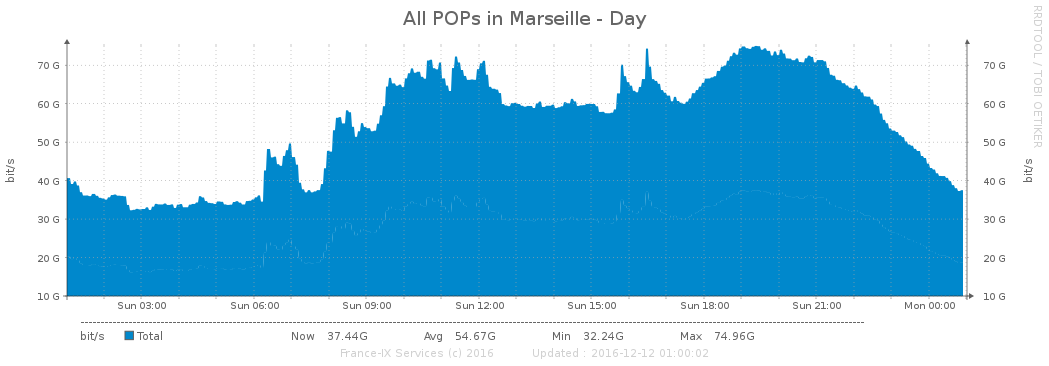 All POPs in Marseille - Day
RRDTOOL / TOBI OETIKER
bit/s
70 G
60 G
50 G
40 G
30 G
20 G
10 G
70 G
60 G
50 G
40 G
30 G
20 G
10 G
bit/s
Sun 03:00 Sun 06:00 Sun 09:00 Sun 12:00 Sun 15:00 Sun 18:00 Sun 21:00 Mon 00:00
bit/s Total Now 37.44G Avg 54.67G Min 32.24G Max 74.96G
France-IX Services (c) 2016 Updated : 2016-12-12 01:00:02